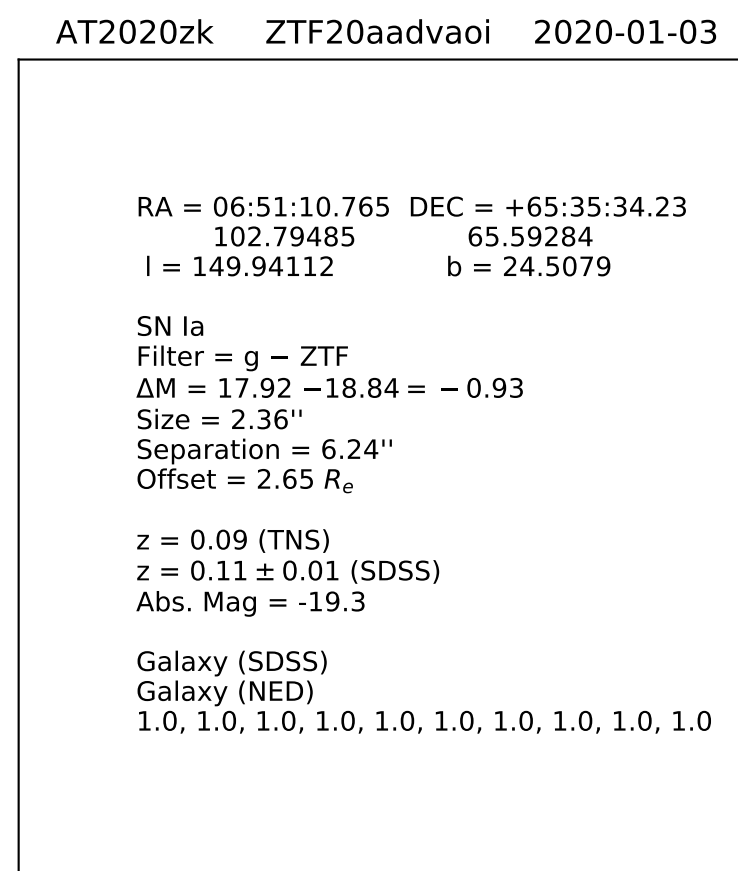 AT2020zk ZTF20aadvaoi 2020-01-03
RA = 06:51:10.765 DEC = +65:35:34.23
102.79485 65.59284
l = 149.94112 b = 24.5079
SN Ia
Filter = g − ZTF
ΔM = 17.92 −18.84 = − 0.93
Size = 2.36''
Separation = 6.24''
Offset = 2.65 Rₑ
z = 0.09 (TNS)
z = 0.11 ± 0.01 (SDSS)
Abs. Mag = -19.3
Galaxy (SDSS)
Galaxy (NED)
1.0, 1.0, 1.0, 1.0, 1.0, 1.0, 1.0, 1.0, 1.0, 1.0